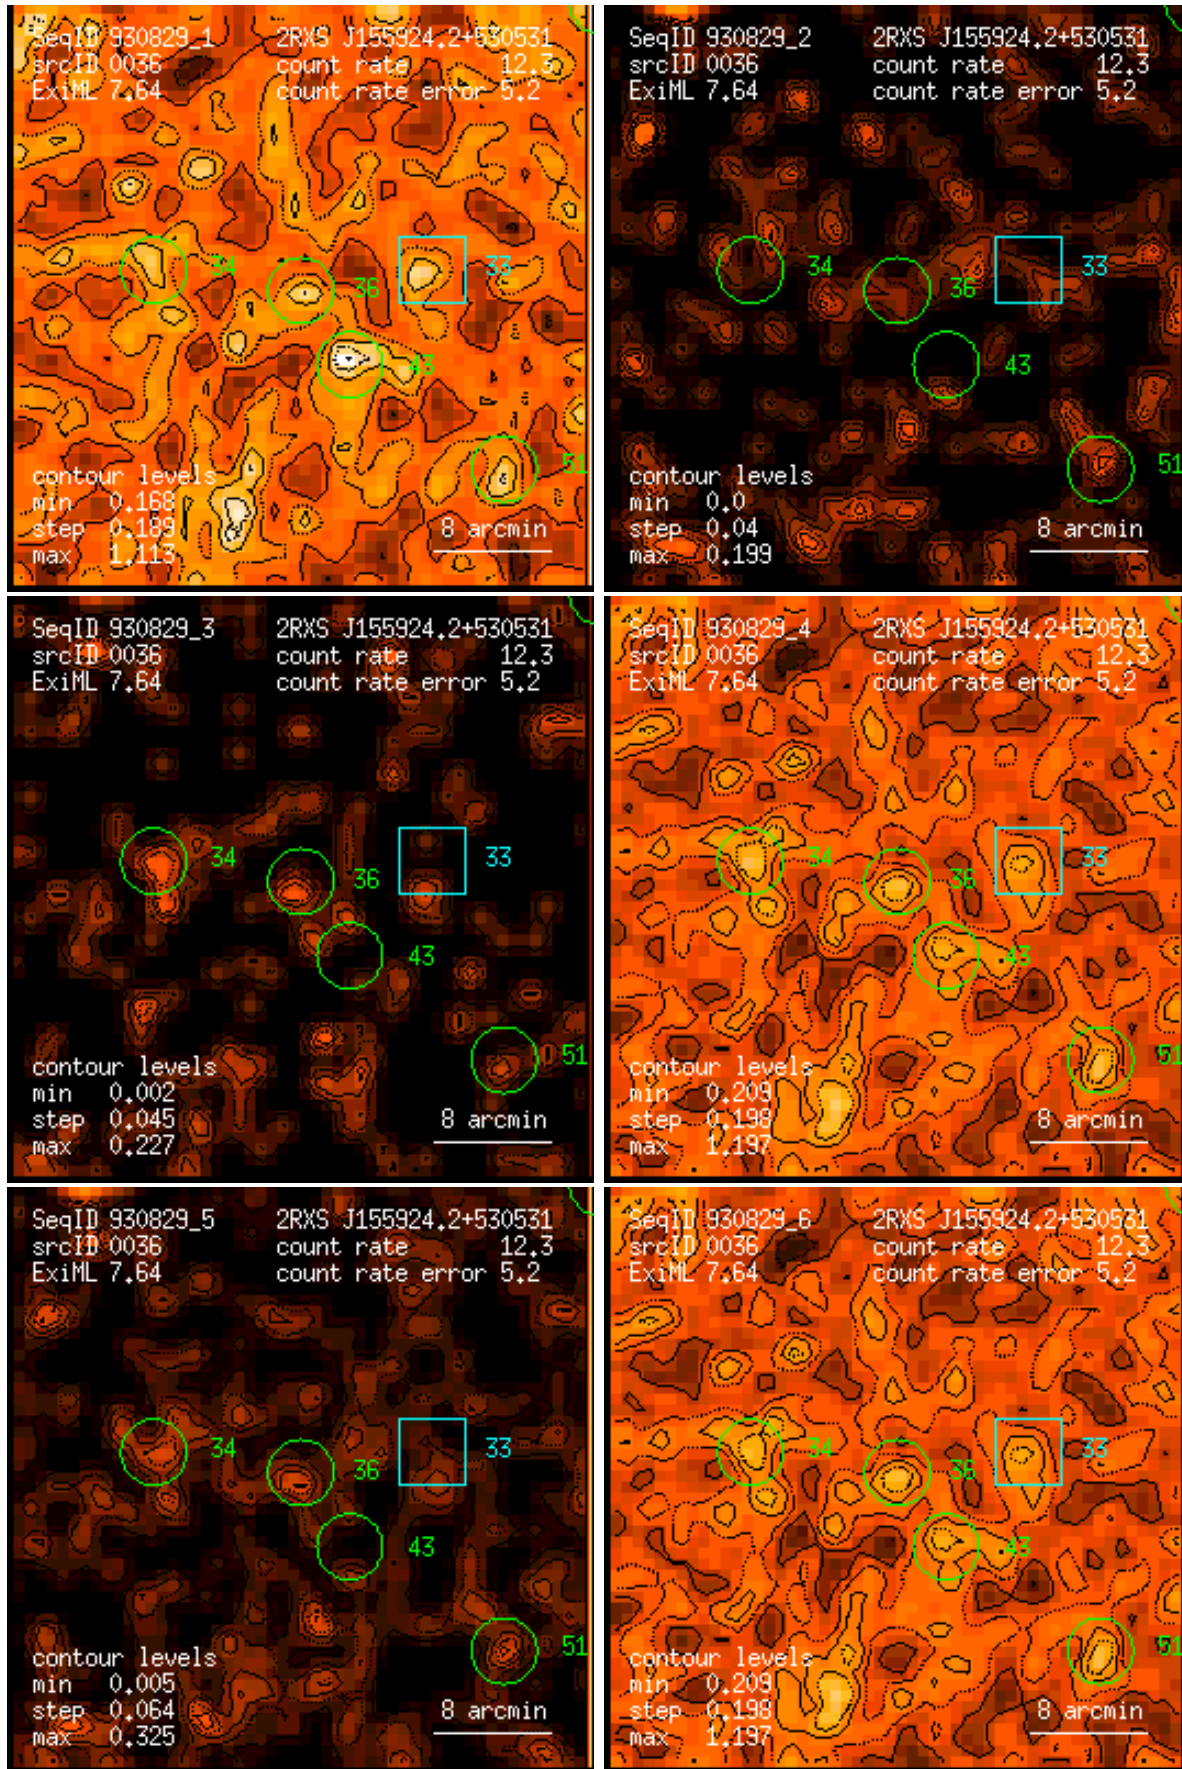 SeqID 930829_1 2RXS J155924.2+530531
srcID 0036 count rate 12.3
ExiML 7.64 count rate error 5.2
34
36
33
43
51
contour levels
min 0.168
step 0.189
max 1.113
8 arcmin
SeqID 930829_2 2RXS J155924.2+530531
srcID 0036 count rate 12.3
ExiML 7.64 count rate error 5.2
34
36
33
43
51
contour levels
min 0.0
step 0.04
max 0.199
8 arcmin
SeqID 930829_3 2RXS J155924.2+530531
srcID 0036 count rate 12.3
ExiML 7.64 count rate error 5.2
34
36
33
43
51
contour levels
min 0.002
step 0.045
max 0.227
8 arcmin
SeqID 930829_4 2RXS J155924.2+530531
srcID 0036 count rate 12.3
ExiML 7.64 count rate error 5.2
34
36
33
43
51
contour levels
min 0.209
step 0.198
max 1.197
8 arcmin
SeqID 930829_5 2RXS J155924.2+530531
srcID 0036 count rate 12.3
ExiML 7.64 count rate error 5.2
34
36
33
43
51
contour levels
min 0.005
step 0.064
max 0.325
8 arcmin
SeqID 930829_6 2RXS J155924.2+530531
srcID 0036 count rate 12.3
ExiML 7.64 count rate error 5.2
34
36
33
43
51
contour levels
min 0.209
step 0.198
max 1.197
8 arcmin